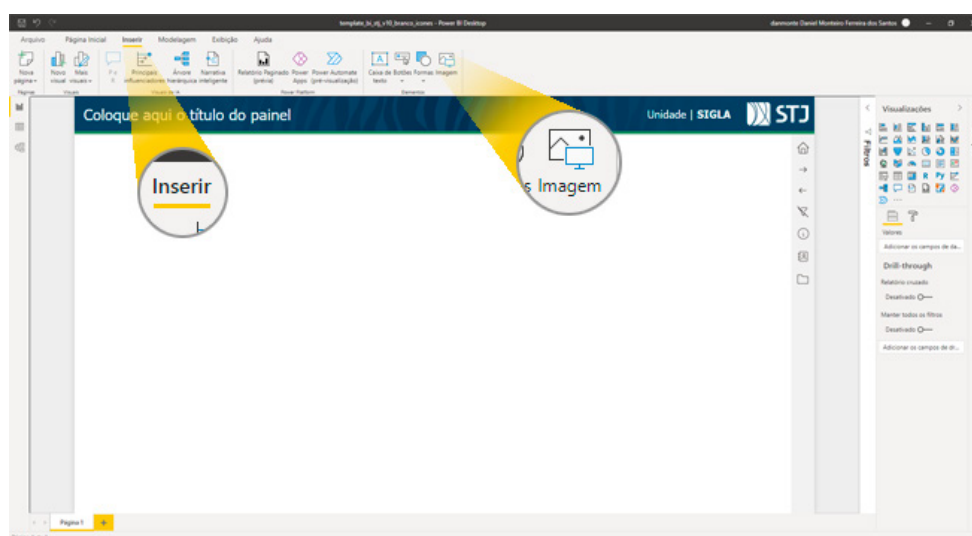 template_bi_stj_v10_branco_icones - Power BI Desktop
danmonte Daniel Monteiro Ferreira dos Santos
Arquivo Página Inicial Inserir Modelagem Exibição Ajuda
Nova página
Novo visual
Mais visuais
P e R
Principais influenciadores
Árvore hierárquica
Narrativa inteligente
Relatório Paginado (prévia)
Power Apps
Power Automate (pré-visualização)
Caixa de texto
Botões
Formas
Imagem
Páginas
Visuais
Power Platform
Elementos
Coloque aqui o título do painel
Unidade | SIGLA
STJ
Inserir
s Imagem
Filtros
Visualizações
R Py
Valores
Adicionar os campos de da...
Drill-through
Relatório cruzado
Desativado
Manter todos os filtros
Desativado
Adicionar os campos de dr...
Página 1